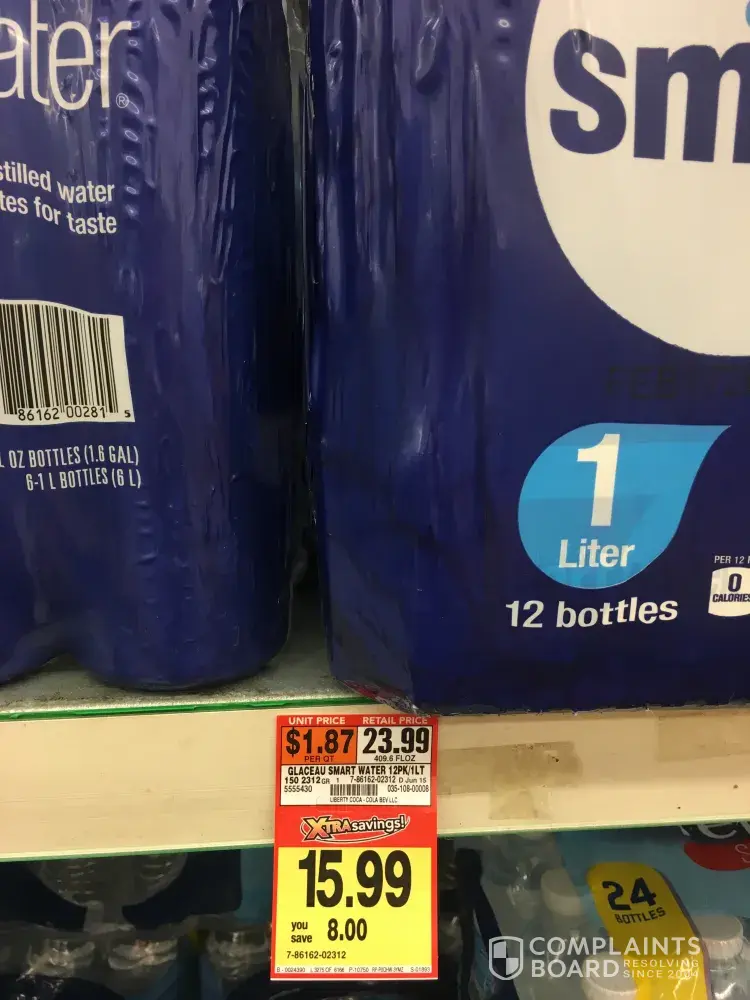 ater®
stilled water
tes for taste
86162 00281 5
L OZ BOTTLES (1.6 GAL)
6-1 L BOTTLES (6 L)
sm
1
Liter
12 bottles
PER 12
0
CALORIES
UNIT PRICE RETAIL PRICE
$1.87 23.99
PER QT 409.6 FLOZ
GLACEAU SMART WATER 12PK/1LT
150 2312 GR 1 7-86162-02312 D Jun 15
5555430 035-108-00008
LIBERTY COCA - COLA BEV LLC.
XTRAsavings!
15.99
you save 8.00
7-86162-02312
24
BOTTLES
COMPLAINTS
BOARD RESOLVING
SINCE 2004